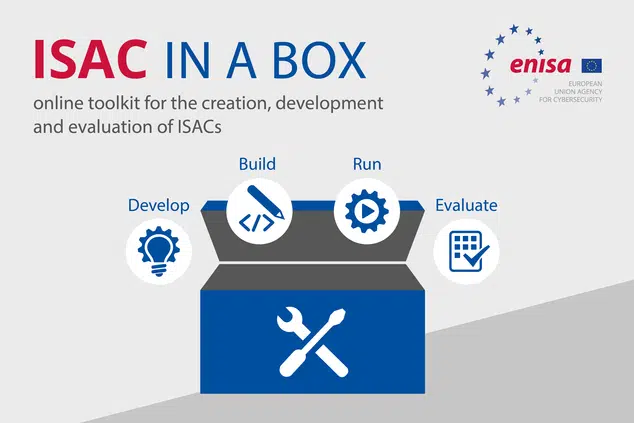 ISAC IN A BOX
online toolkit for the creation, development
and evaluation of ISACs
enisa
EUROPEAN
UNION AGENCY
FOR CYBERSECURITY
Build
Run
Develop
Evaluate